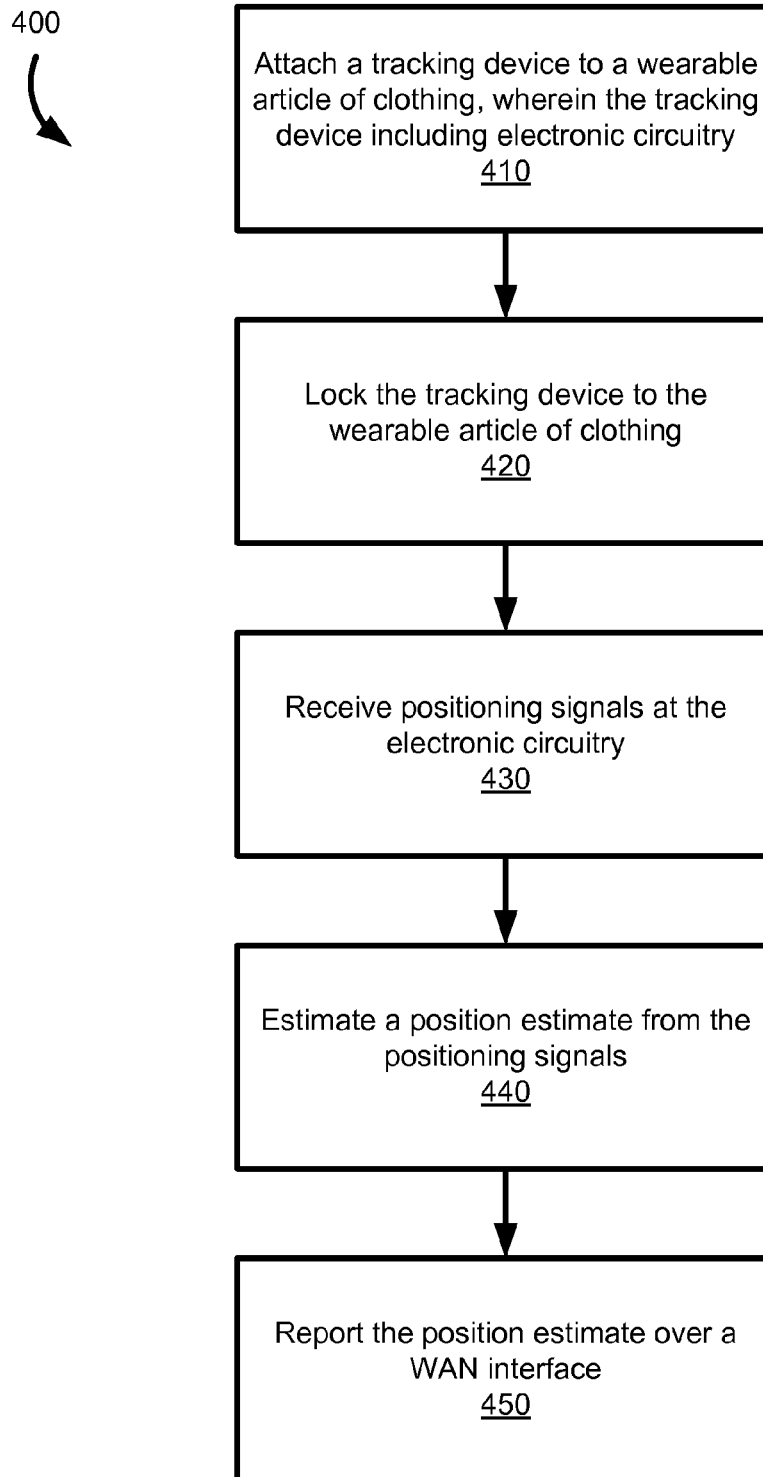 400
Attach a tracking device to a wearable
article of clothing, wherein the tracking
device including electronic circuitry
410
Lock the tracking device to the
wearable article of clothing
420
Receive positioning signals at the
electronic circuitry
430
Estimate a position estimate from the
positioning signals
440
Report the position estimate over a
WAN interface
450